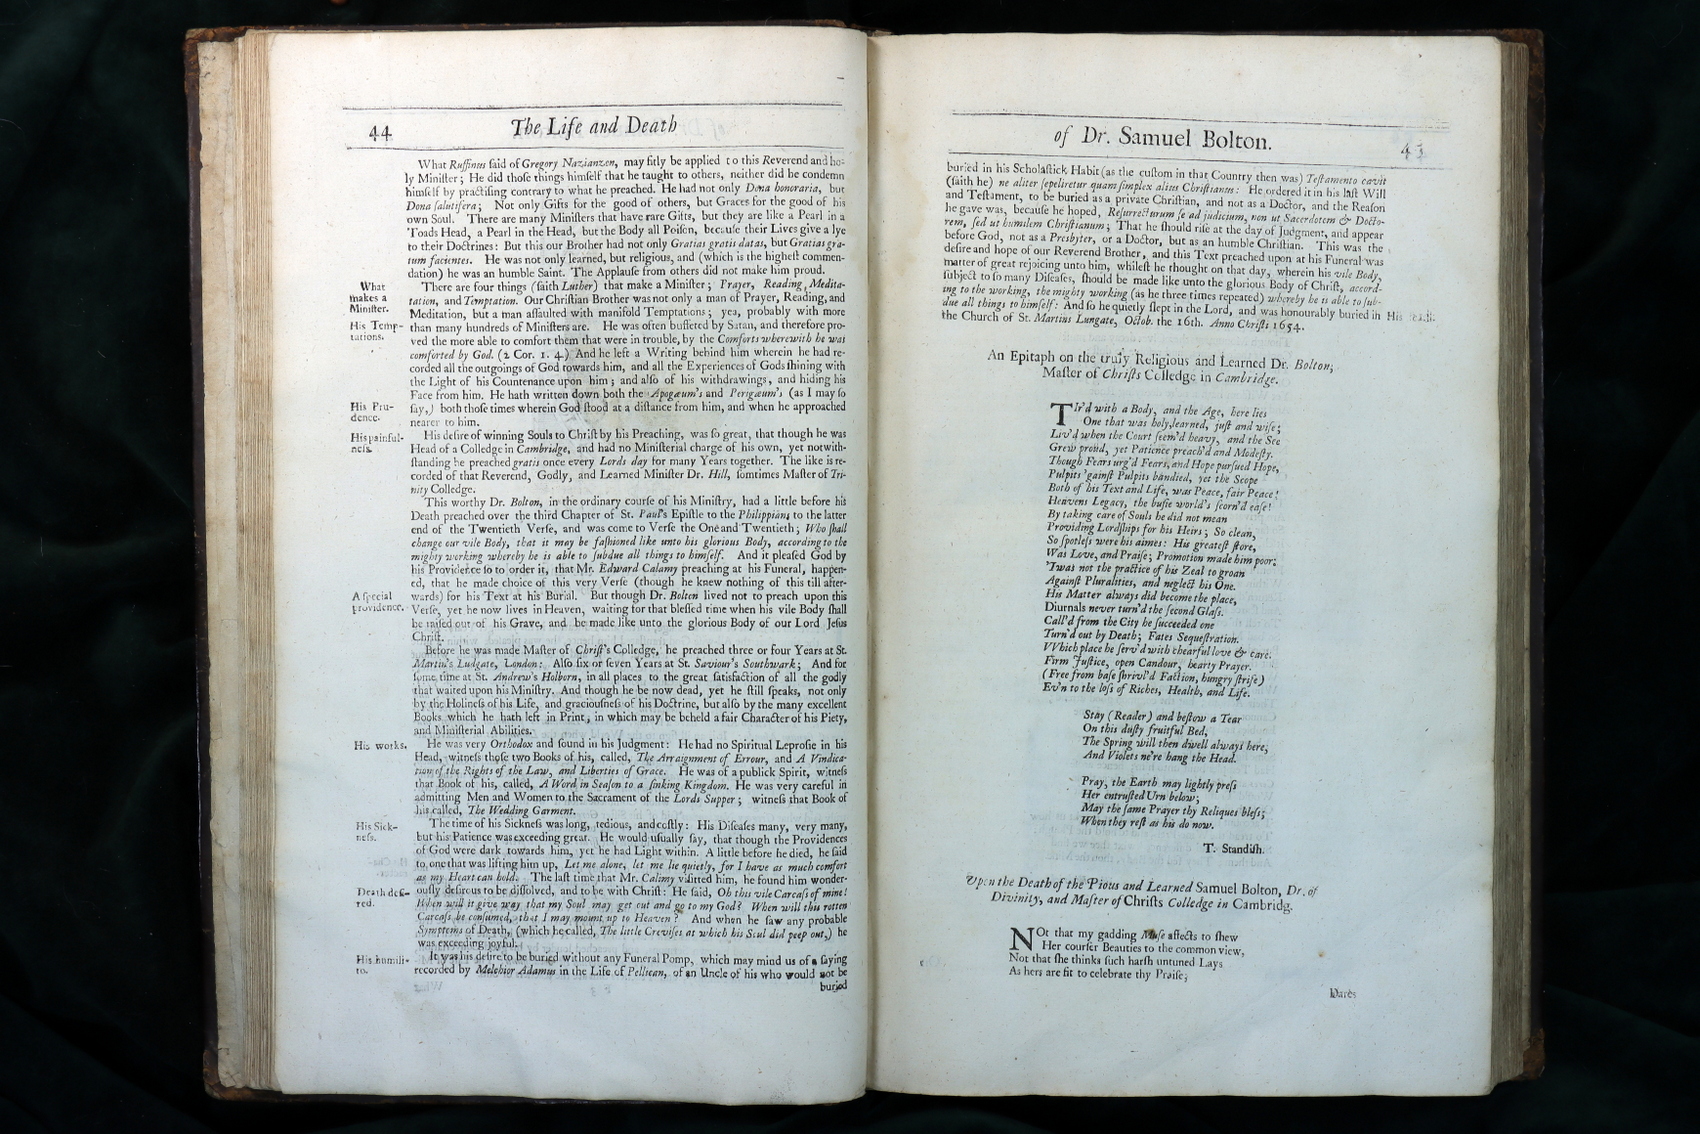 44 The Life and Death
What Ruffinus said of Gregory Nazianzen, may fitly be applied to this Reverend and ho-
ly Minister; He did those things himself that he taught to others, neither did he condemn
himself by practising contrary to what he preached. He had not only Dona honoraria, but
Dona salutifera; Not only Gifts for the good of others, but Graces for the good of his
own Soul. There are many Ministers that have rare Gifts, but they are like a Pearl in a
Toads Head, a Pearl in the Head, but the Body all Poison, because their Lives give a lye
to their Doctrines: But this our Brother had not only Gratias gratis datas, but Gratias gra-
tum facientes. He was not only learned, but religious, and (which is the highest commen-
dation) he was an humble Saint. The Applause from others did not make him proud.
What
makes a
Minister.
There are four things (saith Luther) that make a Minister; Prayer, Reading, Medita-
tation, and Temptation. Our Christian Brother was not only a man of Prayer, Reading, and
Meditation, but a man assaulted with manifold Temptations; yea, probably with more
His Temp-
tations.
than many hundreds of Ministers are. He was often buffeted by Satan, and therefore pro-
ved the more able to comfort them that were in trouble, by the Comforts wherewith he was
comforted by God. (2 Cor. 1. 4.) And he left a Writing behind him wherein he had re-
corded all the outgoings of God towards him, and all the Experiences of Gods shining with
the Light of his Countenance upon him; and also of his withdrawings, and hiding his
Face from him. He hath written down both the Apogæum's and Perigæum's (as I may so
His Pru-
dence.
say,) both those times wherein God stood at a distance from him, and when he approached
nearer to him.
His painful-
ness.
His desire of winning Souls to Christ by his Preaching, was so great, that though he was
Head of a Colledge in Cambridge, and had no Ministerial charge of his own, yet notwith-
standing he preached gratis once every Lords day for many Years together. The like is re-
corded of that Reverend, Godly, and Learned Minister Dr. Hill, somtimes Master of Tri-
nity Colledge.
This worthy Dr. Bolton, in the ordinary course of his Ministry, had a little before his
Death preached over the third Chapter of St. Paul's Epistle to the Philippians to the latter
end of the Twentieth Verse, and was come to Verse the One and Twentieth; Who shall
change our vile Body, that it may be fashioned like unto his glorious Body, according to the
mighty working whereby he is able to subdue all things to himself. And it pleased God by
his Providence so to order it, that Mr. Edward Calamy preaching at his Funeral, happen-
ed, that he made choice of this very Verse (though he knew nothing of this till after-
A special
providence.
wards) for his Text at his Burial. But though Dr. Bolton lived not to preach upon this
Verse, yet he now lives in Heaven, waiting for that blessed time when his vile Body shall
be raised out of his Grave, and be made like unto the glorious Body of our Lord Jesus
Christ.
Before he was made Master of Christ's Colledge, he preached three or four Years at St.
Martin's Ludgate, London: Also six or seven Years at St. Saviour's Southwark; And for
some time at St. Andrew's Holborn, in all places to the great satisfaction of all the godly
that waited upon his Ministry. And though he be now dead, yet he still speaks, not only
by the Holiness of his Life, and graciousness of his Doctrine, but also by the many excellent
Books which he hath left in Print, in which may be beheld a fair Character of his Piety,
and Ministerial Abilities.
His works.
He was very Orthodox and sound in his Judgment: He had no Spiritual Leprosie in his
Head, witness those two Books of his, called, The Arraignment of Errour, and A Vindica-
tion of the Rights of the Law, and Liberties of Grace. He was of a publick Spirit, witness
that Book of his, called, A Word in Season to a sinking Kingdom. He was very careful in
admitting Men and Women to the Sacrament of the Lords Supper; witness that Book of
his called, The Wedding Garment.
His Sick-
ness.
The time of his Sickness was long, tedious, and costly: His Diseases many, very many,
but his Patience was exceeding great. He would usually say, that though the Providences
of God were dark towards him, yet he had Light within. A little before he died, he said
to one that was lifting him up, Let me alone, let me lie quietly, for I have as much comfort
as my Heart can hold. The last time that Mr. Calimy visited him, he found him wonder-
Death desi-
red.
ously desirous to be dissolved, and to be with Christ: He said, Oh this vile Carcass of mine!
When will it give way that my Soul may get out and go to my God? When will this rotten
Carcass be consumed, that I may mount up to Heaven? And when he saw any probable
Symptoms of Death, (which he called, The little Crevises at which his Soul did peep out,) he
was exceeding joyful.
His humili-
ty.
It was his desire to be buried without any Funeral Pomp, which may mind us of a saying
recorded by Melchior Adamus in the Life of Pellican, of an Uncle of his who would not be
buried
of Dr. Samuel Bolton. 45
buried in his Scholastick Habit (as the custom in that Country then was) Testamento cavit
(saith he) ne aliter sepeliretur quam simplex alius Christianus: He ordered it in his last Will
and Testament, to be buried as a private Christian, and not as a Doctor, and the Reason
he gave was, because he hoped, Resurrecturum se ad judicium, non ut Sacerdotem & Docto-
rem, sed ut humilem Christianum; That he should rise at the day of Judgment, and appear
before God, not as a Presbyter, or a Doctor, but as an humble Christian. This was the
desire and hope of our Reverend Brother, and this Text preached upon at his Funeral was
matter of great rejoicing unto him, whilest he thought on that day, wherein his vile Body,
subject to so many Diseases, should be made like unto the glorious Body of Christ, accord-
ing to the working, the mighty working (as he three times repeated) whereby he is able to sub-
due all things to himself: And so he quietly slept in the Lord, and was honourably buried in
the Church of St. Martins Lungate, Octob. the 16th. Anno Christi 1654.
His
An Epitaph on the truly Religious and Learned Dr. Bolton,
Master of Christs Colledge in Cambridge.
TIr'd with a Body, and the Age, here lies
One that was holy, learned, just and wise;
Liv'd when the Court seem'd heavy, and the See
Grew proud, yet Patience preach'd and Modesty.
Though Fears urg'd Fears, and Hope pursued Hope,
Pulpits 'gainst Pulpits bandied, yet the Scope
Both of his Text and Life, was Peace, fair Peace!
Heavens Legacy, the busie world's scorn'd ease!
By taking care of Souls he did not mean
Providing Lordships for his Heirs; So clean,
So spotless were his aimes: His greatest store,
Was Love, and Praise; Promotion made him poor:
'Twas not the practice of his Zeal to groan
Against Pluralities, and neglect his One.
His Matter always did become the place,
Diurnals never turn'd the second Glass.
Call'd from the City he succeeded one
Turn'd out by Death; Fates Sequestration.
VVhich place he serv'd with chearful love & care:
Firm Justice, open Candour, hearty Prayer.
(Free from base shriv'l'd Faction, hungry strife)
Ev'n to the loss of Riches, Health, and Life.
Stay (Reader) and bestow a Tear
On this dusty fruitful Bed,
The Spring will then dwell always here,
And Violets ne're hang the Head.
Pray, the Earth may lightly press
Her entrusted Urn below;
May the same Prayer thy Reliques bless;
When they rest as his do now.
T. Standish.
Upon the Death of the Pious and Learned Samuel Bolton, Dr. of
Divinity, and Master of Christs Colledge in Cambridg.
NOt that my gadding Muse affects to shew
Her courser Beauties to the common view,
Not that she thinks such harsh untuned Lays
As hers are fit to celebrate thy Praise;
Dares